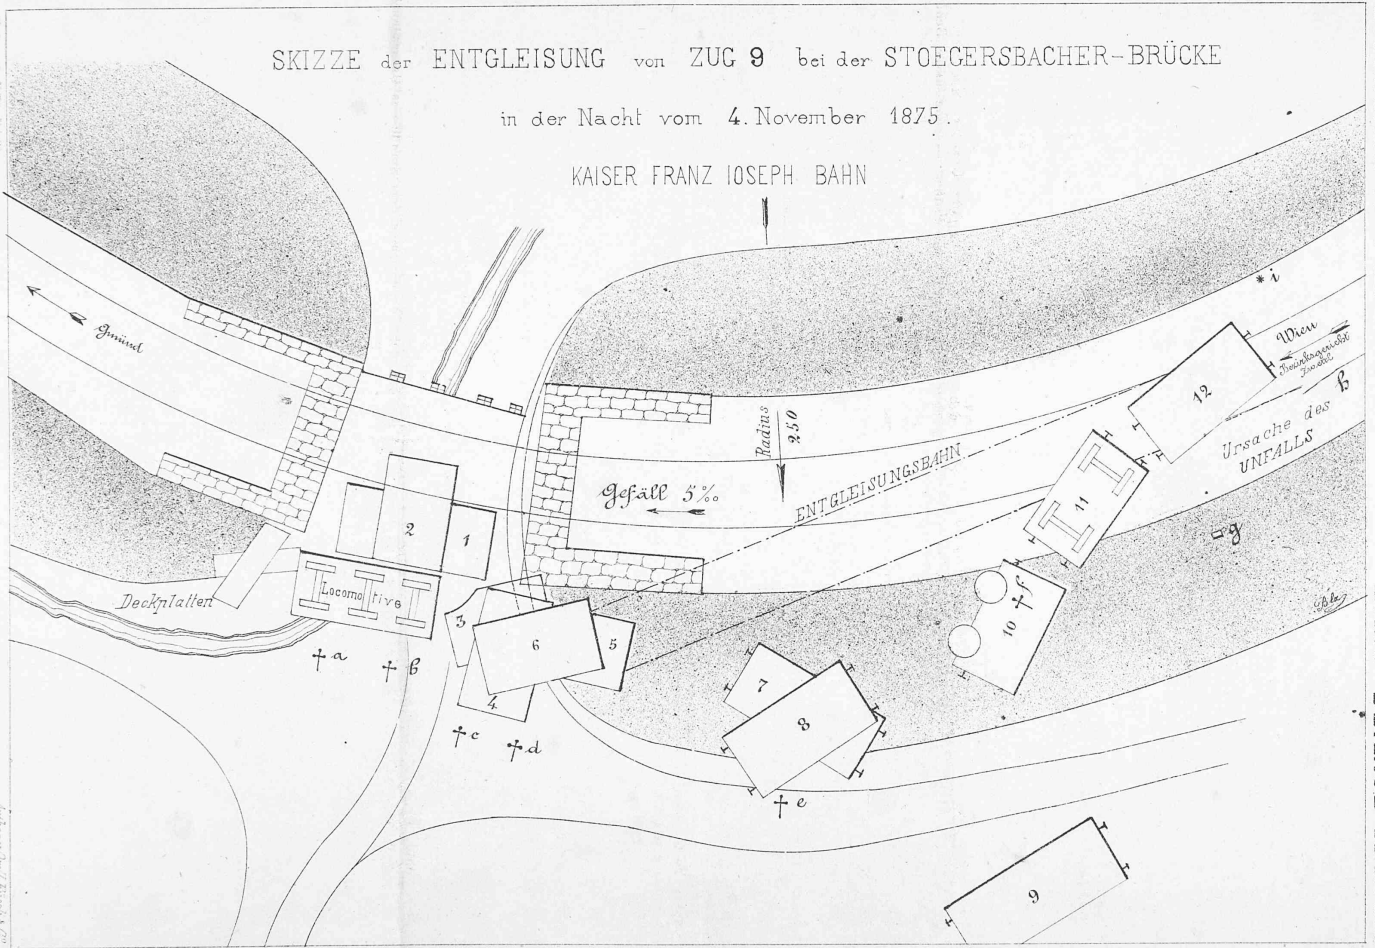 SKIZZE der ENTGLEISUNG von ZUG 9 bei der STOEGERSBACHER-BRÜCKE
in der Nacht vom 4. November 1875.
KAISER FRANZ IOSEPH BAHN
i
Gmünd
Wien
Bezirksgericht
h
12
Radius
250
Ursache des
UNFALLS
ENTGLEISUNGSBAHN
Gefäll 5‰
11
g
2
1
f
Locomotive
Deckplatten
10
3
6
5
a
b
7
4
8
c
d
e
9